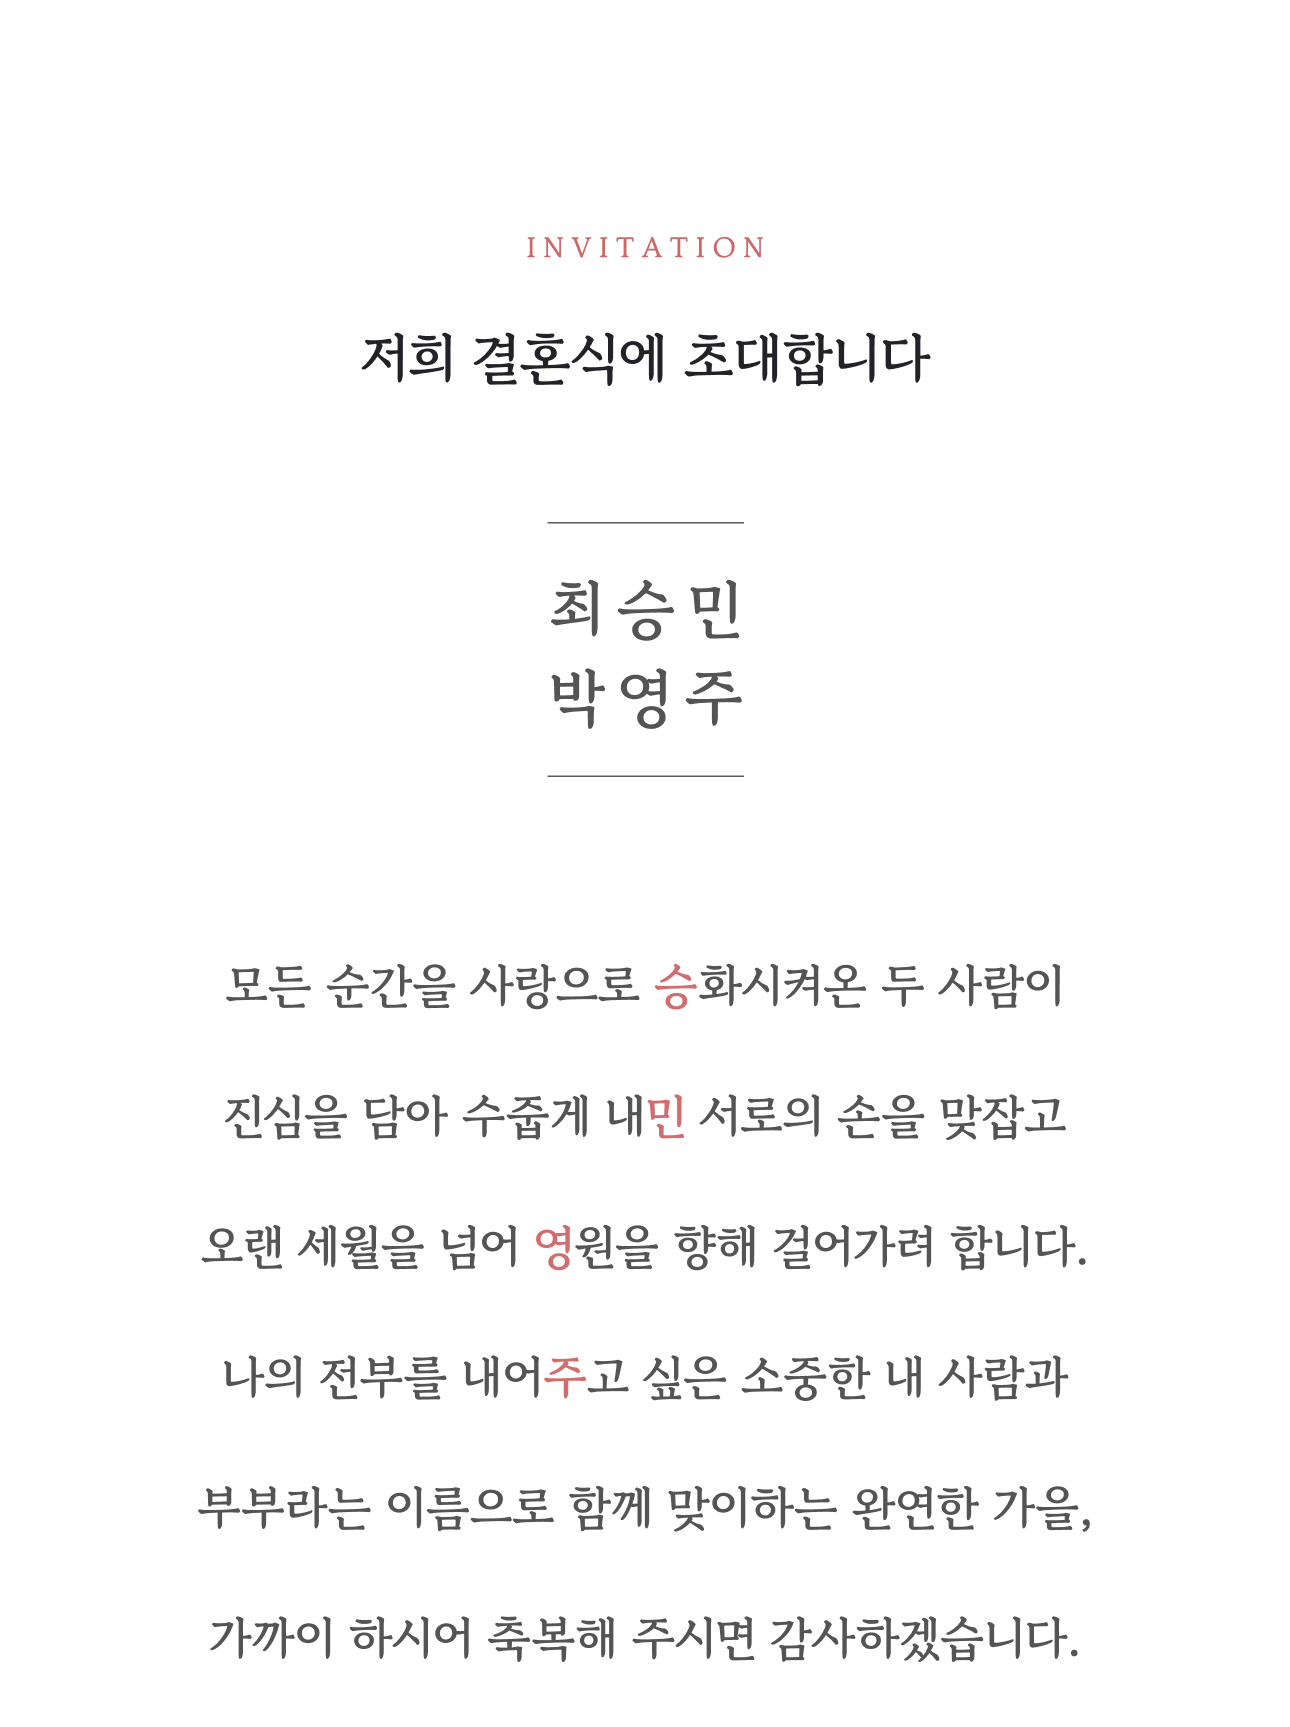 INVITATION
저희 결혼식에 초대합니다
최승민
박영주
모든 순간을 사랑으로 승화시켜온 두 사람이
진심을 담아 수줍게 내민 서로의 손을 맞잡고
오랜 세월을 넘어 영원을 향해 걸어가려 합니다.
나의 전부를 내어주고 싶은 소중한 내 사람과
부부라는 이름으로 함께 맞이하는 완연한 가을,
가까이 하시어 축복해 주시면 감사하겠습니다.